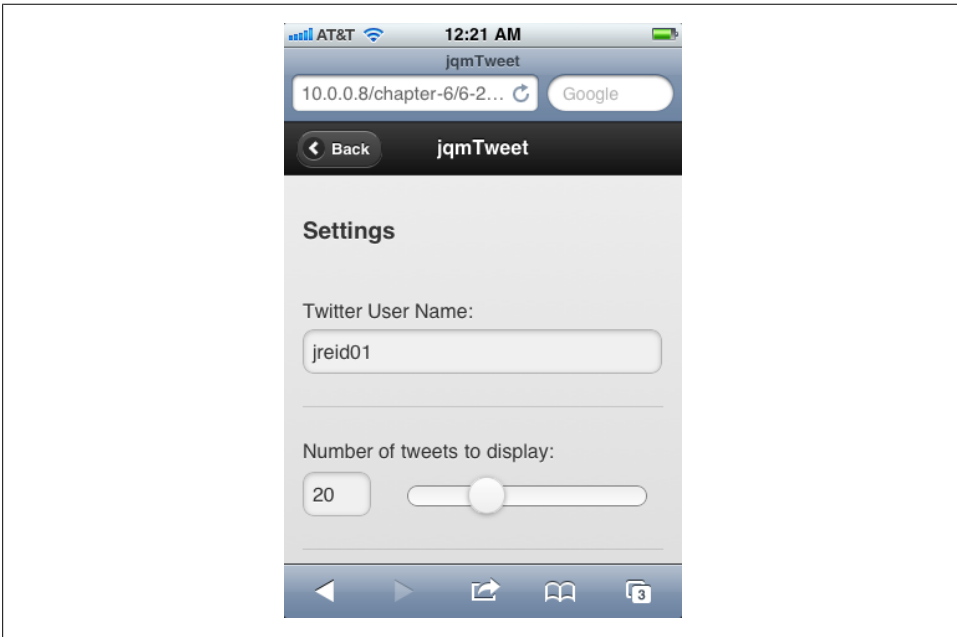 AT&T 12:21 AM
jqmTweet
10.0.0.8/chapter-6/6-2... Google
Back jqmTweet
Settings
Twitter User Name:
jreid01
Number of tweets to display:
20
3